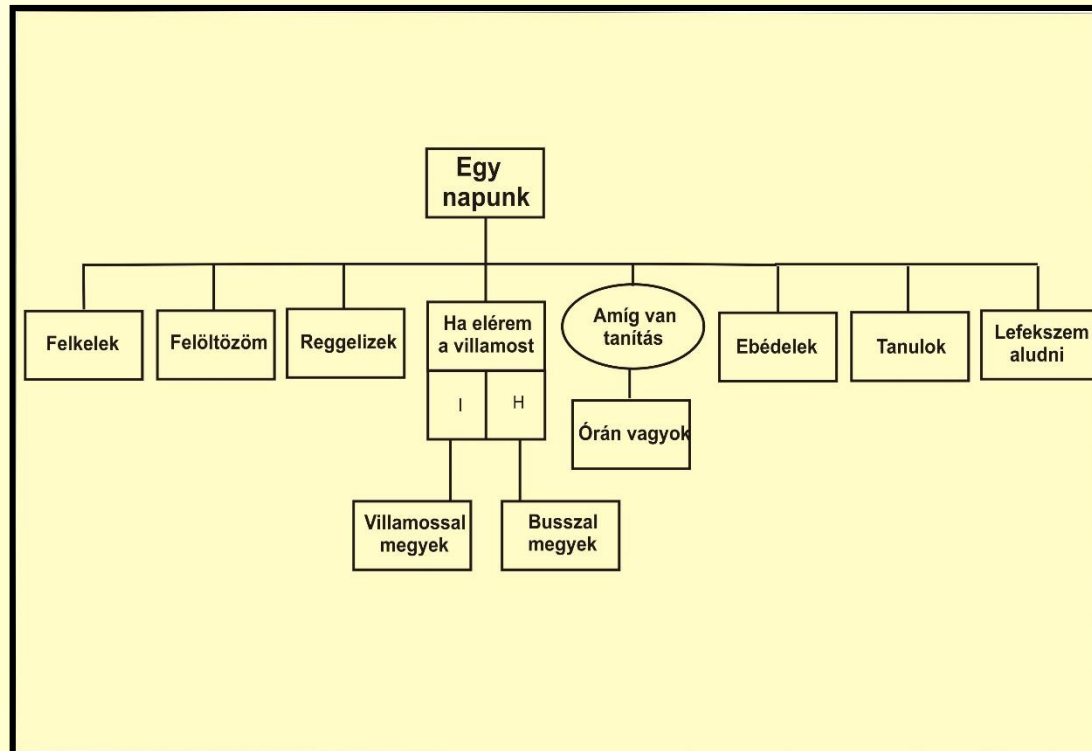 Egy
napunk
Felkelek
Felöltözöm
Reggelizek
Ha elérem
a villamost
I
H
Amíg van
tanítás
Ebédelek
Tanulok
Lefekszem
aludni
Órán vagyok
Villamossal
megyek
Busszal
megyek